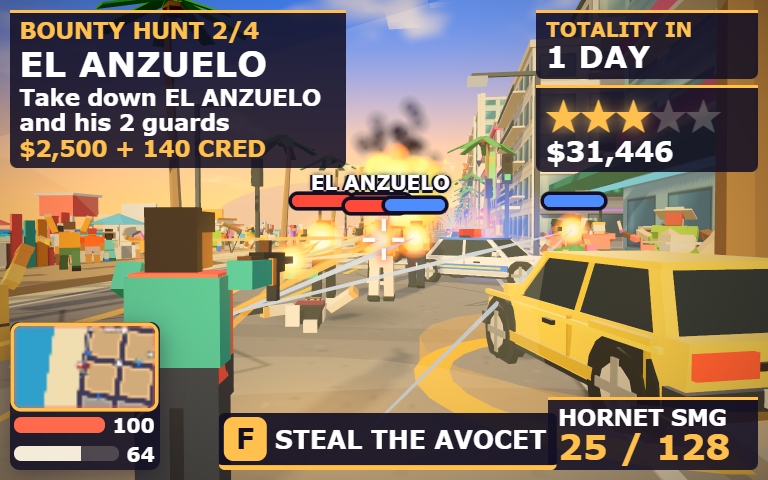 BOUNTY HUNT 2/4
EL ANZUELO
Take down EL ANZUELO
and his 2 guards
$2,500 + 140 CRED
TOTALITY IN
1 DAY
$31,446
EL ANZUELO
100
64
F STEAL THE AVOCET
HORNET SMG
25 / 128